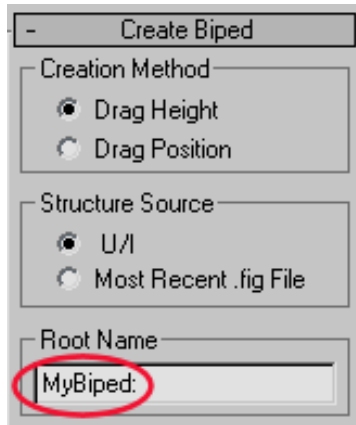 - Create Biped
Creation Method
Drag Height
Drag Position
Structure Source
U/I
Most Recent .fig File
Root Name
MyBiped: